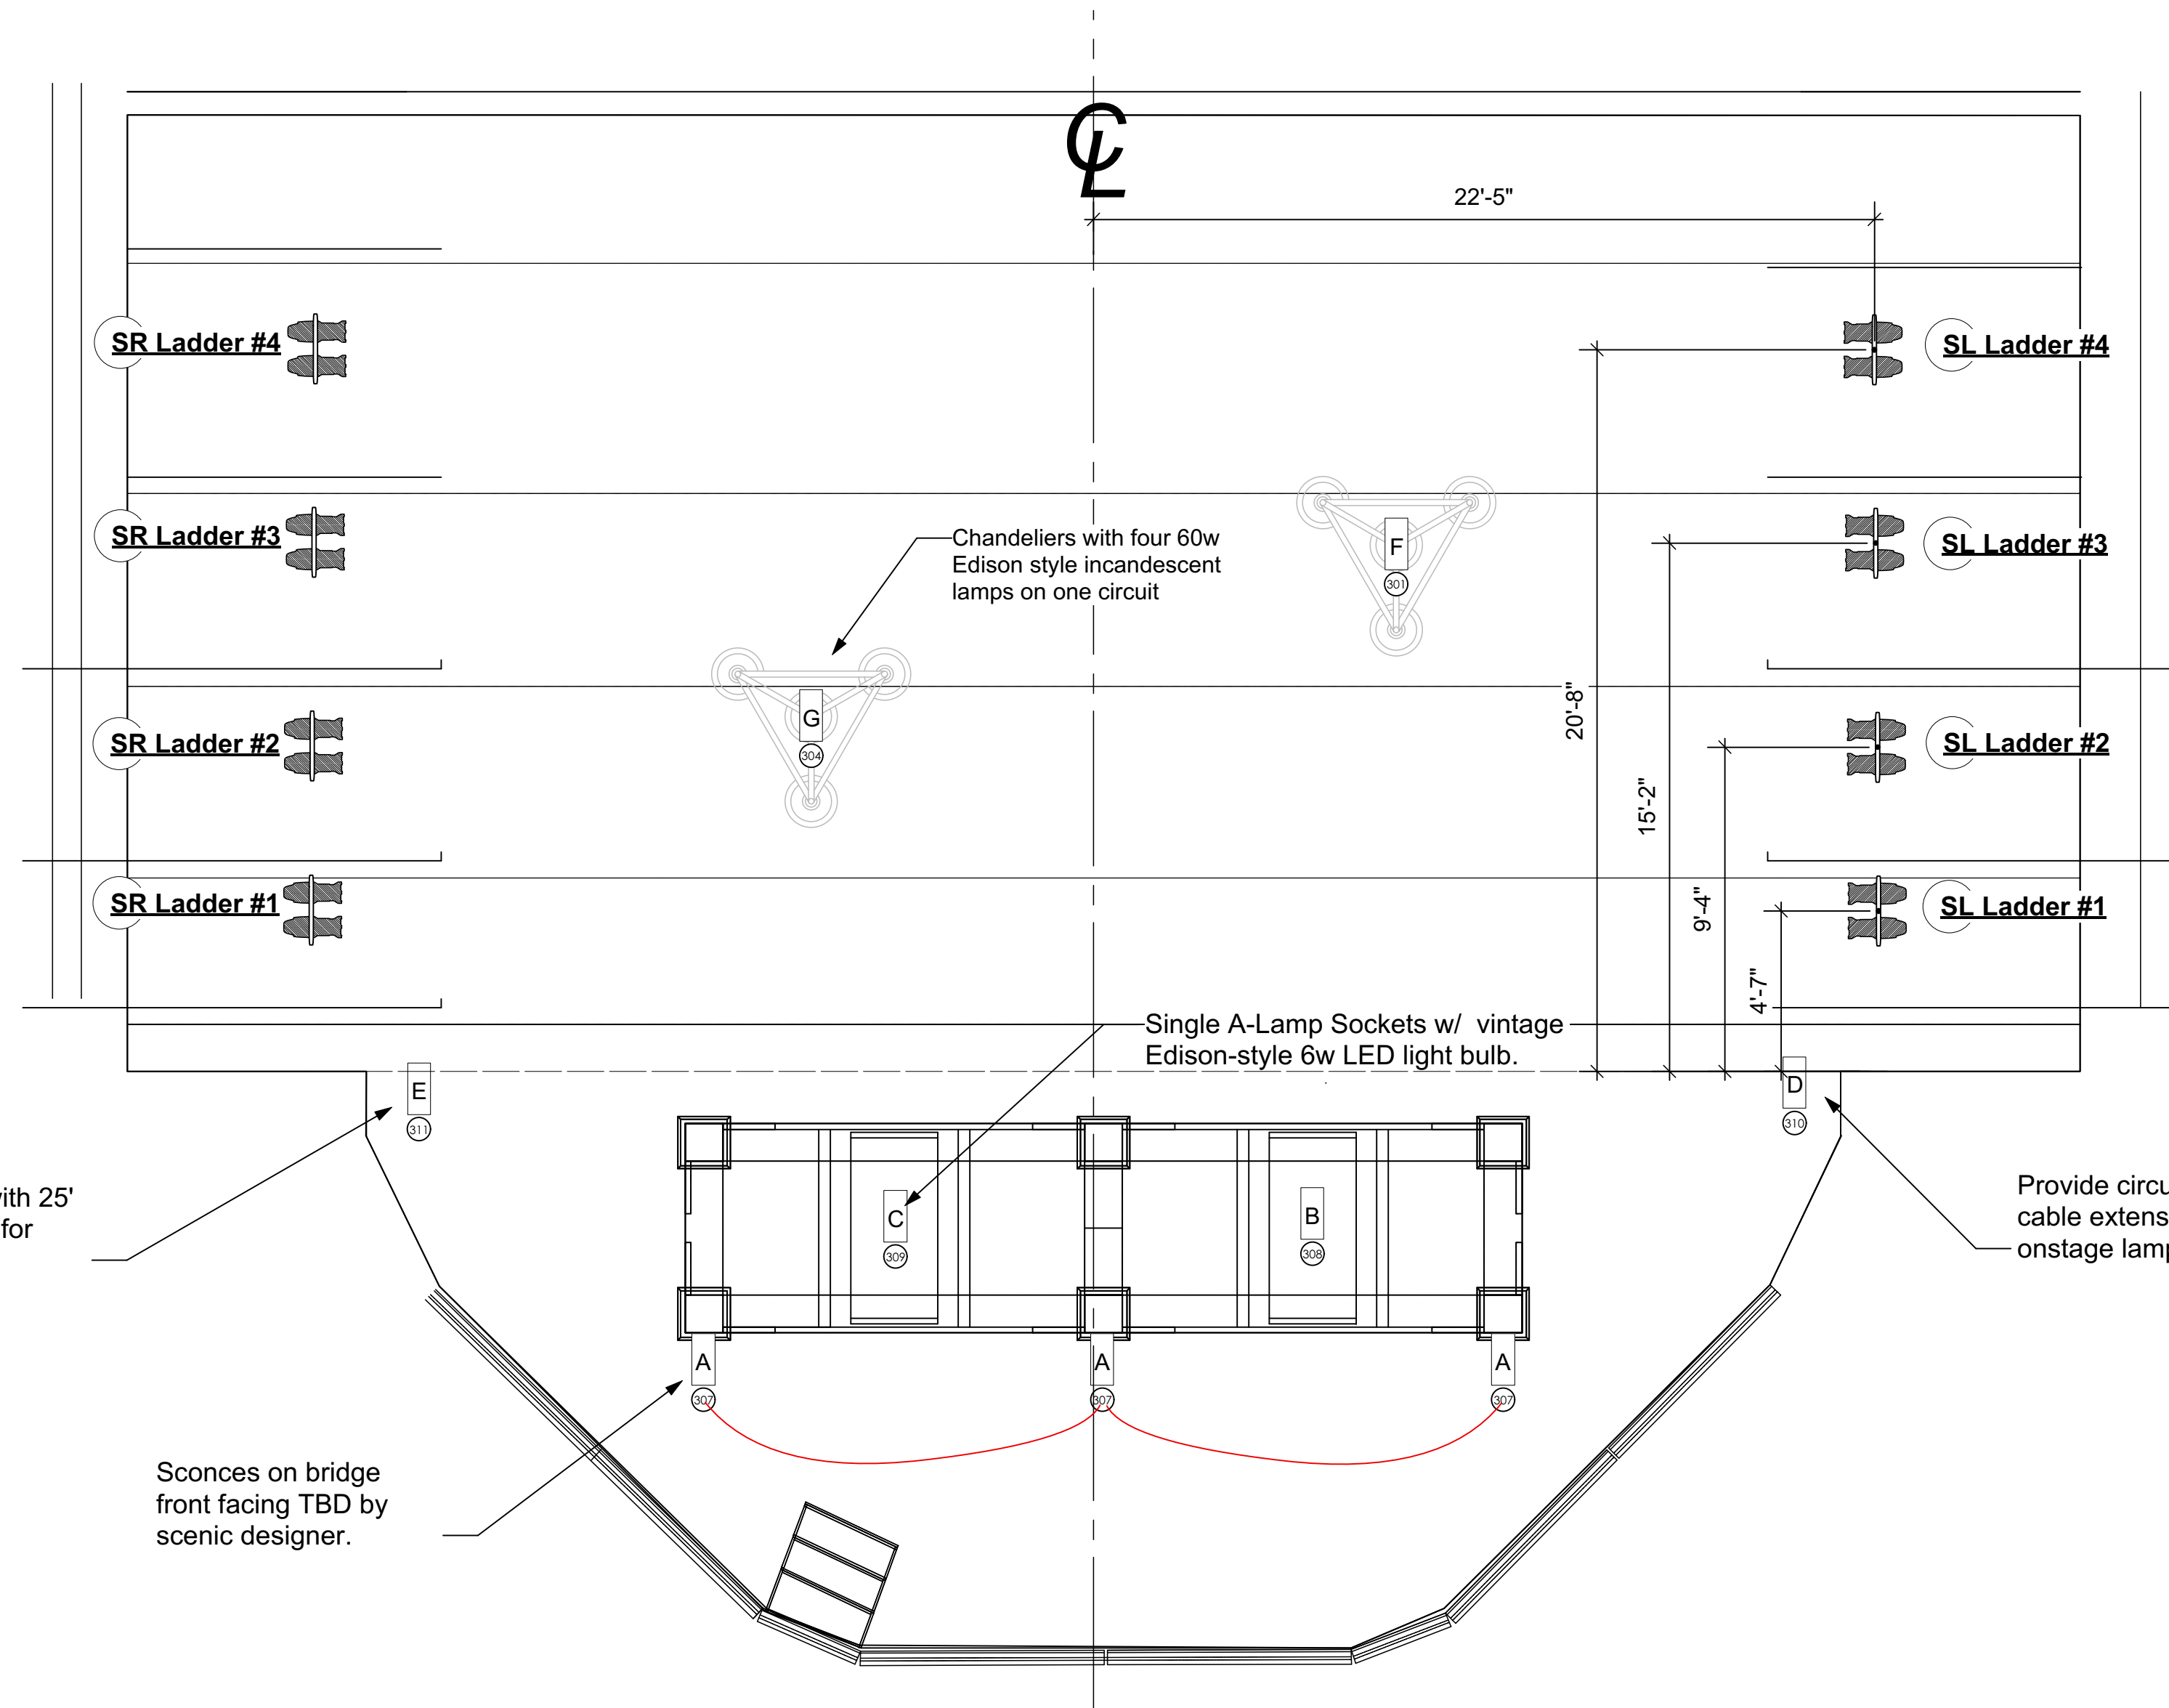 CL
22'-5"
SR Ladder #4
SL Ladder #4
SR Ladder #3
Chandeliers with four 60w
Edison style incandescent
lamps on one circuit
F
301
SL Ladder #3
G
304
20'-8"
SR Ladder #2
SL Ladder #2
15'-2"
9'-4"
SR Ladder #1
SL Ladder #1
4'-7"
Single A-Lamp Sockets w/ vintage
Edison-style 6w LED light bulb.
E
311
D
310
with 25'
for
C
309
B
308
Provide circu
cable extens
onstage lamp
A
307
A
307
A
307
Sconces on bridge
front facing TBD by
scenic designer.